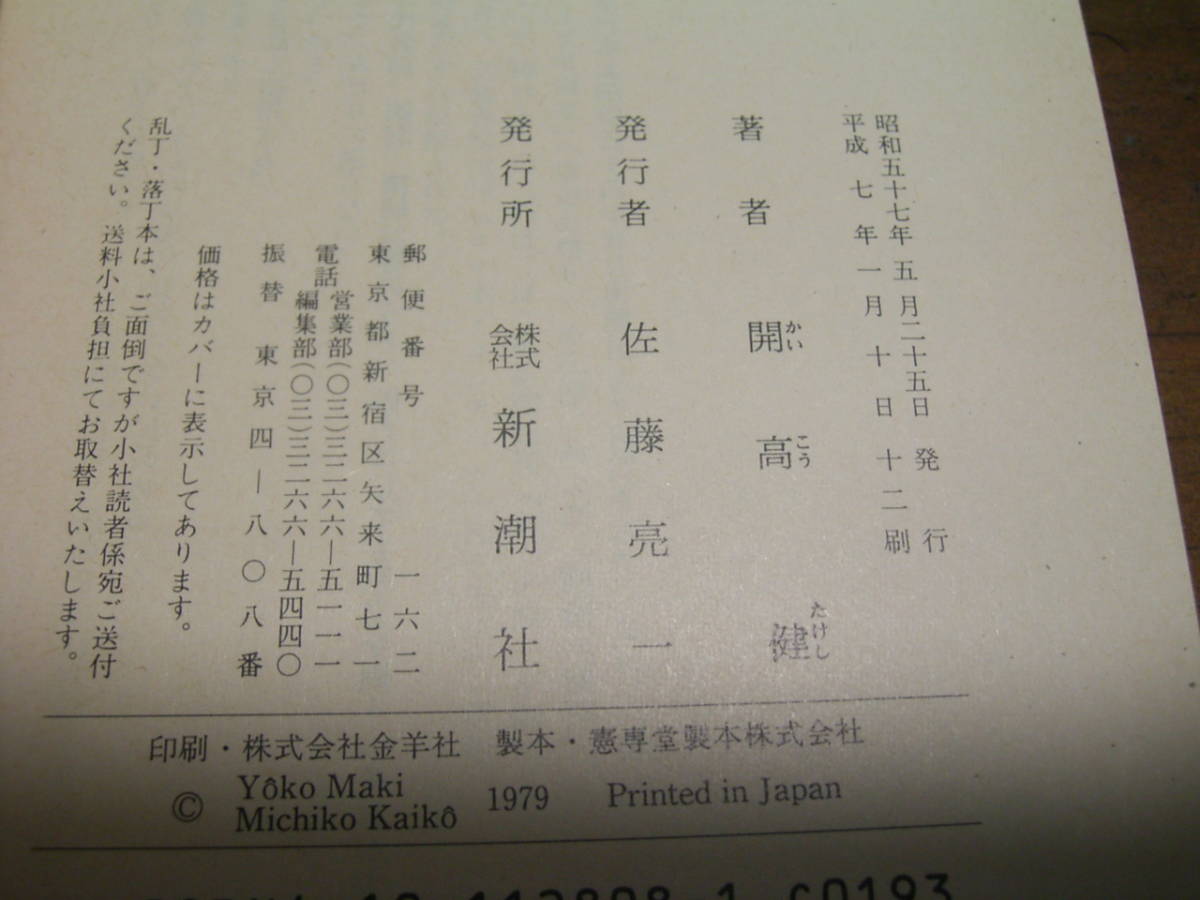 昭和五十七年五月二十五日発行
平成七年一月十日十二刷
著者 開高健
かい こう たけし
発行者 佐藤亮一
発行所 株式会社 新潮社
郵便番号 一六二
東京都新宿区矢来町七一
電話 営業部(〇三)三二六六—五一一一
編集部(〇三)三二六六—五四四〇
振替 東京四—八〇八番
価格はカバーに表示してあります。
乱丁・落丁本は、ご面倒ですが小社読者係宛ご送付
ください。送料小社負担にてお取替えいたします。
印刷・株式会社金羊社 製本・憲専堂製本株式会社
© Yôko Maki
Michiko Kaikô 1979 Printed in Japan